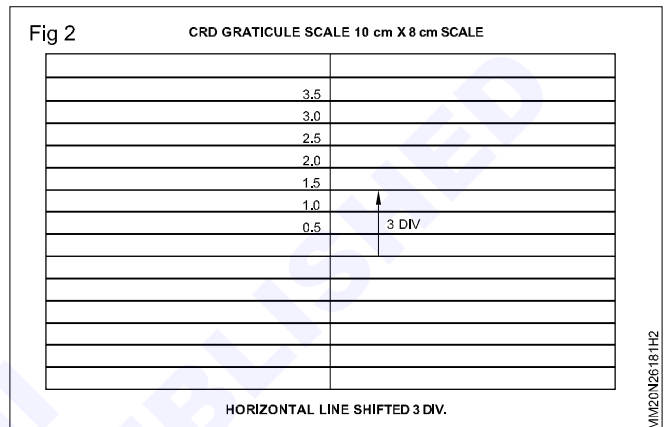 Fig 2
CRD GRATICULE SCALE 10 cm X 8 cm SCALE
3.5
3.0
2.5
2.0
1.5
1.0
0.5
3 DIV
HORIZONTAL LINE SHIFTED 3 DIV.
MM20N26181H2